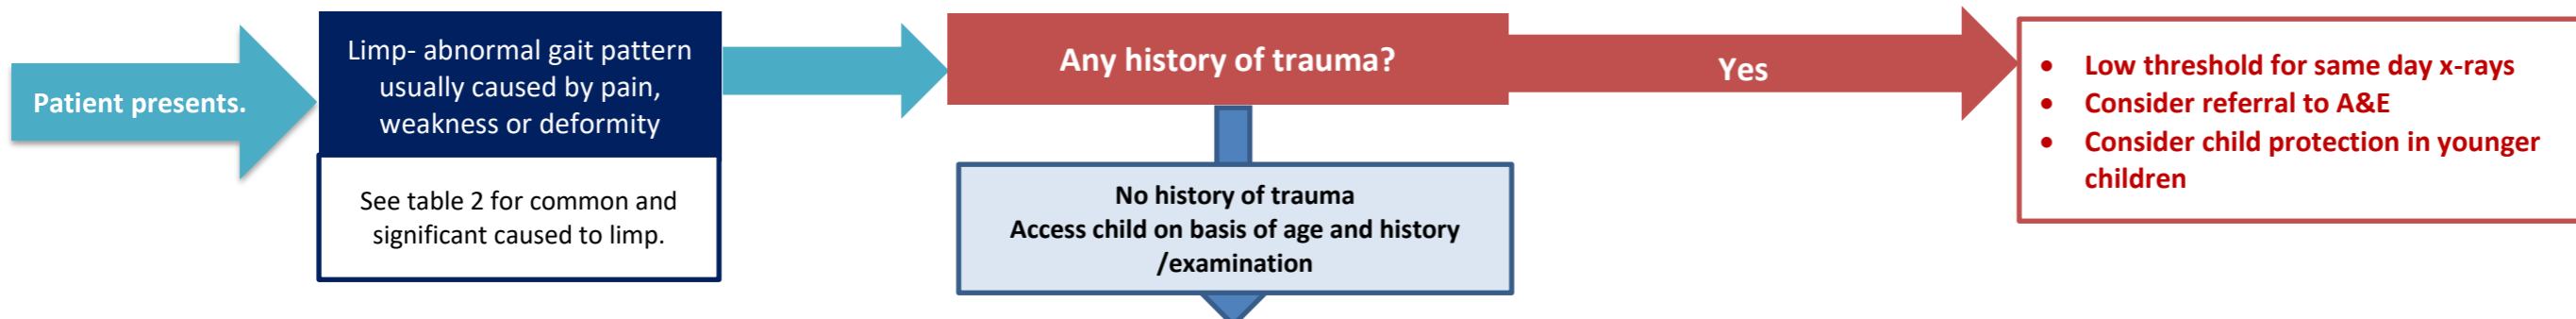 Patient presents.
Limp- abnormal gait pattern
usually caused by pain,
weakness or deformity
See table 2 for common and
significant caused to limp.
Any history of trauma?
No history of trauma
Access child on basis of age and history
/examination
Yes
• Low threshold for same day x-rays
• Consider referral to A&E
• Consider child protection in younger
children